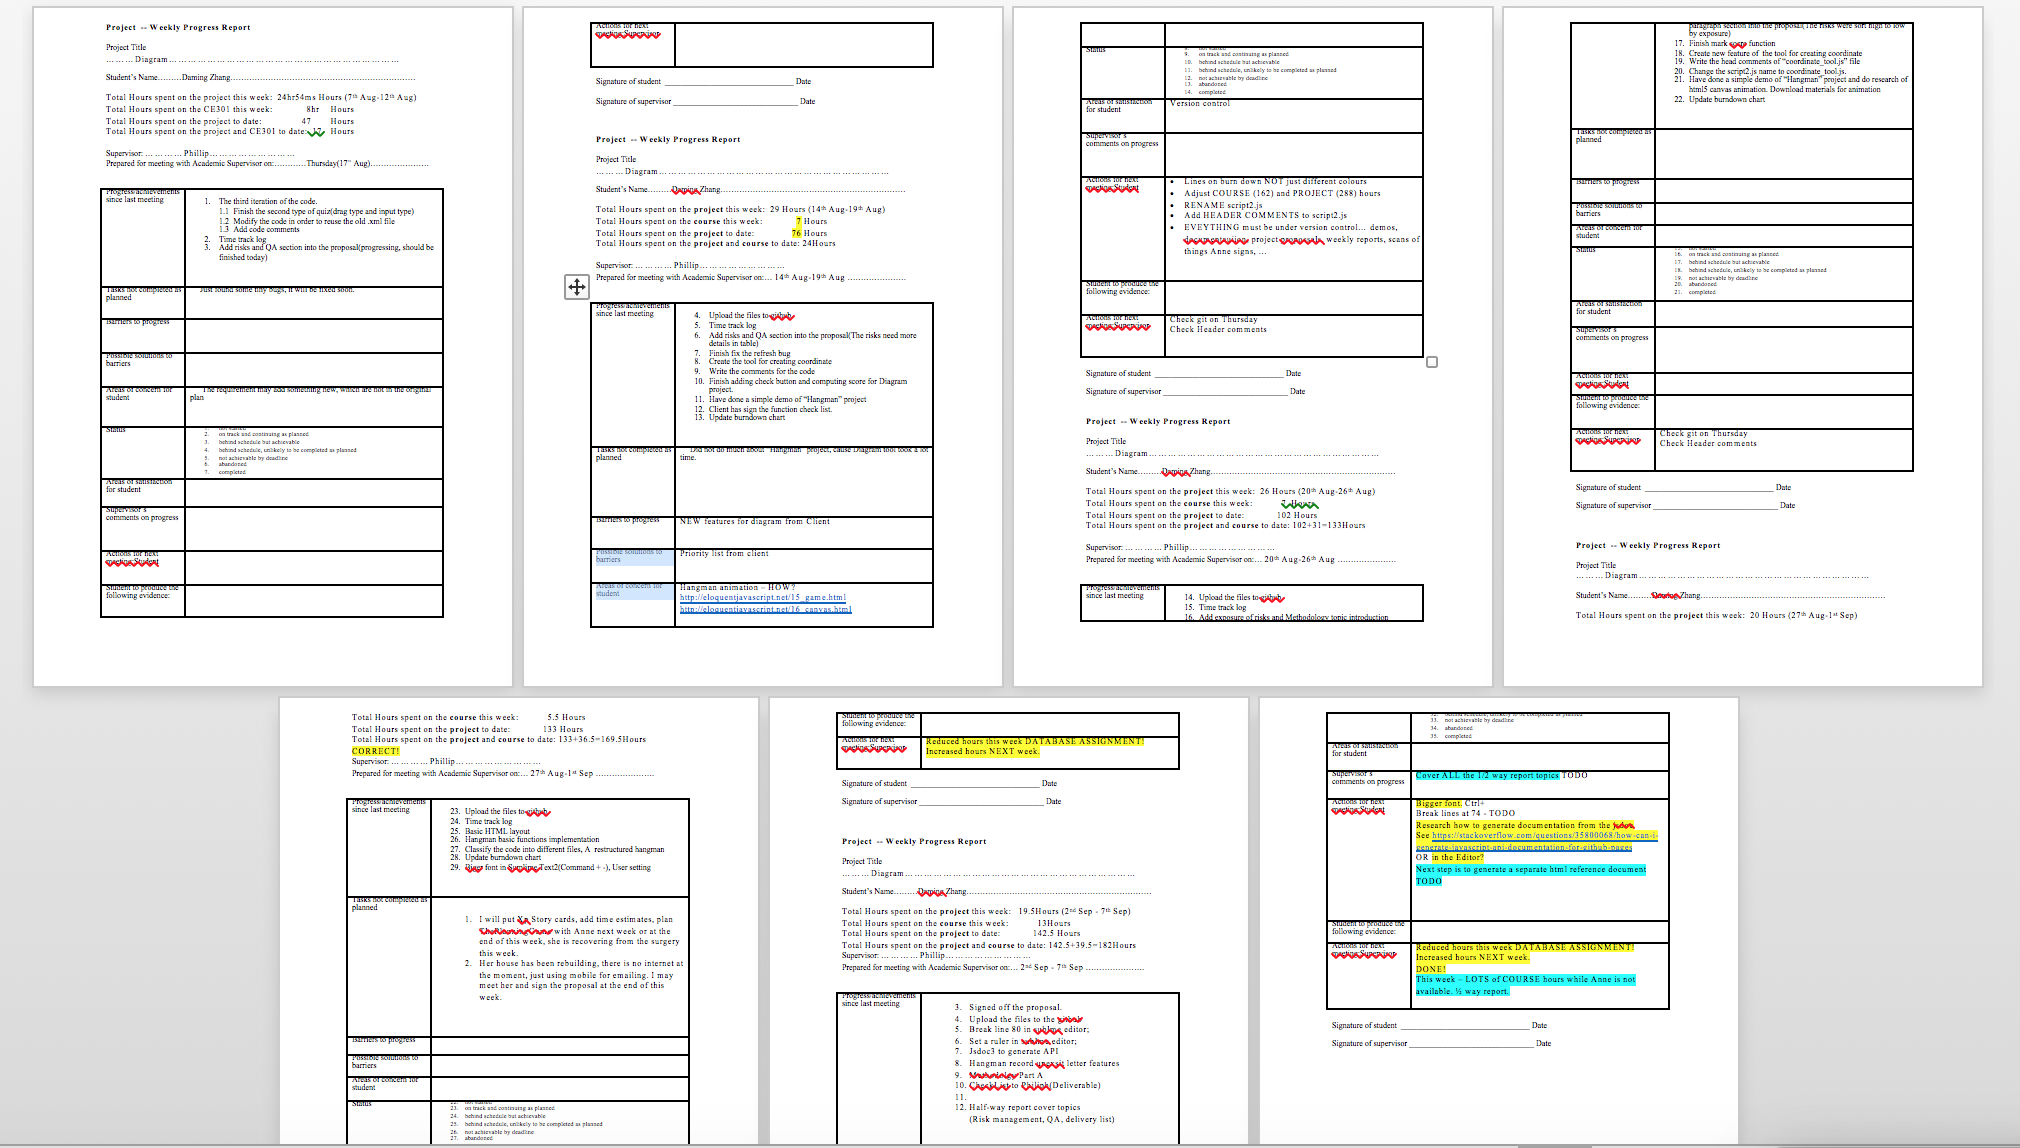 Project -- Weekly Progress Report
Project Title
………Diagram……………………………………………………………
Student's Name.........Daming Zhang..............................................................
Total Hours spent on the project this week: 24hr54ms Hours (7th Aug-12th Aug)
Total Hours spent on the CE301 this week: 8hr Hours
Total Hours spent on the project to date: 47 Hours
Total Hours spent on the project and CE301 to date: 17 Hours
Supervisor: …………Phillip…………………………
Prepared for meeting with Academic Supervisor on:............Thursday(17th Aug)......................
Progress/achievements
since last meeting
1. The third iteration of the code.
1.1 Finish the second type of quiz(drag type and input type)
1.2 Modify the code in order to reuse the old .xml file
1.3 Add code comments
2. Time track log
3. Add risks and QA section into the proposal(progressing, should be
finished today)
Tasks not completed as
planned
Just found some tiny bugs, it will be fixed soon.
Barriers to progress
Possible solutions to
barriers
Areas of concern for
student
The requirement may add something new, which are not in the original
plan
Status
1. not started
2. on track and continuing as planned
3. behind schedule but achievable
4. behind schedule, unlikely to be completed as planned
5. not achievable by deadline
6. abandoned
7. completed
Areas of satisfaction
for student
Supervisor's
comments on progress
Actions for next
meeting:Student
Student to produce the
following evidence:
Actions for next
meeting:Supervisor
Signature of student ______________________________ Date
Signature of supervisor ______________________________ Date
Project -- Weekly Progress Report
Project Title
………Diagram……………………………………………………
Student's Name.........Daming Zhang..............................................................
Total Hours spent on the project this week: 29 Hours (14th Aug-19th Aug)
Total Hours spent on the course this week: 7 Hours
Total Hours spent on the project to date: 76 Hours
Total Hours spent on the project and course to date: 24Hours
Supervisor: …………Phillip……………………
Prepared for meeting with Academic Supervisor on:… 14th Aug-19th Aug ......................
Progress/achievements
since last meeting
4. Upload the files to github
5. Time track log
6. Add risks and QA section into the proposal(The risks need more
details in table)
7. Finish fix the refresh bug
8. Create the tool for creating coordinate
9. Write the comments for the code
10. Finish adding check button and computing score for Diagram
project.
11. Have done a simple demo of "Hangman" project
12. Client has sign the function check list.
13. Update burndown chart
Tasks not completed as
planned
Did not do much about "Hangman" project, cause Diagram tool took a lot
time.
Barriers to progress
NEW features for diagram from Client
Possible solutions to
barriers
Priority list from client
Areas of concern for
student
Hangman animation – HOW?
http://eloquentjavascript.net/15_game.html
http://eloquentjavascript.net/16_canvas.html
Status
8. not started
9. on track and continuing as planned
10. behind schedule but achievable
11. behind schedule, unlikely to be completed as planned
12. not achievable by deadline
13. abandoned
14. completed
Areas of satisfaction
for student
Version control
Supervisor's
comments on progress
Actions for next
meeting:Student
• Lines on burn down NOT just different colours
• Adjust COURSE (162) and PROJECT (288) hours
• RENAME script2.js
• Add HEADER COMMENTS to script2.js
• EVEYTHING must be under version control… demos,
project weekly reports, scans of
things Anne signs, …
Student to produce the
following evidence:
Actions for next
meeting:Supervisor
Check git on Thursday
Check Header comments
Signature of student ______________________________ Date
Signature of supervisor ______________________________ Date
Project -- Weekly Progress Report
Project Title
………Diagram……………………………………………………
Student's Name.........Daming Zhang..............................................................
Total Hours spent on the project this week: 26 Hours (20th Aug-26th Aug)
Total Hours spent on the course this week: 7 Hours
Total Hours spent on the project to date: 102 Hours
Total Hours spent on the project and course to date: 102+31=133Hours
Supervisor: …………Phillip……………………
Prepared for meeting with Academic Supervisor on:… 20th Aug-26th Aug ......................
Progress/achievements
since last meeting
14. Upload the files to github
15. Time track log
16. Add exposure of risks and Methodology topic introduction
paragraph section into the proposal(The risks were sort high to low
by exposure)
17. Finish mark function
18. Create new feature of the tool for creating coordinate
19. Write the head comments of "coordinate_tool.js" file
20. Change the script2.js name to coordinate_tool.js.
21. Have done a simple demo of "Hangman" project and do research of
html5 canvas animation. Download materials for animation
22. Update burndown chart
Tasks not completed as
planned
Barriers to progress
Possible solutions to
barriers
Areas of concern for
student
Status
15. not started
16. on track and continuing as planned
17. behind schedule but achievable
18. behind schedule, unlikely to be completed as planned
19. not achievable by deadline
20. abandoned
21. completed
Areas of satisfaction
for student
Supervisor's
comments on progress
Actions for next
meeting:Student
Student to produce the
following evidence:
Actions for next
meeting:Supervisor
Check git on Thursday
Check Header comments
Signature of student ______________________________ Date
Signature of supervisor ______________________________ Date
Project -- Weekly Progress Report
Project Title
………Diagram……………………………………………………
Student's Name.........Daming Zhang..............................................................
Total Hours spent on the project this week: 20 Hours (27th Aug-1st Sep)
Total Hours spent on the course this week: 5.5 Hours
Total Hours spent on the project to date: 133 Hours
Total Hours spent on the project and course to date: 133+36.5=169.5Hours
CORRECT!
Supervisor: …………Phillip……………………
Prepared for meeting with Academic Supervisor on:… 27th Aug-1st Sep ......................
Progress/achievements
since last meeting
23. Upload the files to github
24. Time track log
25. Basic HTML layout
26. Hangman basic functions implementation
27. Classify the code into different files, A restructured hangman
28. Update burndown chart
29. font in Text2(Command + -), User setting
Tasks not completed as
planned
1. I will put Xp Story cards, add time estimates, plan
with Anne next week or at the
end of this week, she is recovering from the surgery
this week.
2. Her house has been rebuilding, there is no internet at
the moment, just using mobile for emailing. I may
meet her and sign the proposal at the end of this
week.
Barriers to progress
Possible solutions to
barriers
Areas of concern for
student
Status
22. not started
23. on track and continuing as planned
24. behind schedule but achievable
25. behind schedule, unlikely to be completed as planned
26. not achievable by deadline
27. abandoned
Student to produce the
following evidence:
Actions for next
meeting:Supervisor
Reduced hours this week DATABASE ASSIGNMENT!
Increased hours NEXT week.
Signature of student ______________________________ Date
Signature of supervisor ______________________________ Date
Project -- Weekly Progress Report
Project Title
………Diagram……………………………………………………
Student's Name.........Daming Zhang..............................................................
Total Hours spent on the project this week: 19.5Hours (2nd Sep - 7th Sep)
Total Hours spent on the course this week: 13Hours
Total Hours spent on the project to date: 142.5 Hours
Total Hours spent on the project and course to date: 142.5+39.5=182Hours
Supervisor: …………Phillip……………………
Prepared for meeting with Academic Supervisor on:… 2nd Sep - 7th Sep ......................
Progress/achievements
since last meeting
3. Signed off the proposal.
4. Upload the files to the github
5. Break line 80 in sublime editor;
6. Set a ruler in sublime editor;
7. Jsdoc3 to generate API
8. Hangman record letter features
9. Part A
10. CheckList to Philiph(Deliverable)
11.
12. Half-way report cover topics
(Risk management, QA, delivery list)
32. behind schedule, unlikely to be completed as planned
33. not achievable by deadline
34. abandoned
35. completed
Areas of satisfaction
for student
Supervisor's
comments on progress
Cover ALL the 1/2 way report topics TODO
Actions for next
meeting:Student
Bigger font. Ctrl+
Break lines at 74 - TODO
Research how to generate documentation from the
See https://stackoverflow.com/questions/35800068/how-can-i-
generate-javascript-api-documentation-for-github-pages
OR in the Editor?
Next step is to generate a separate html reference document
TODO
Student to produce the
following evidence:
Actions for next
meeting:Supervisor
Reduced hours this week DATABASE ASSIGNMENT!
Increased hours NEXT week.
DONE!
This week – LOTS of COURSE hours while Anne is not
available. ½ way report.
Signature of student ______________________________ Date
Signature of supervisor ______________________________ Date